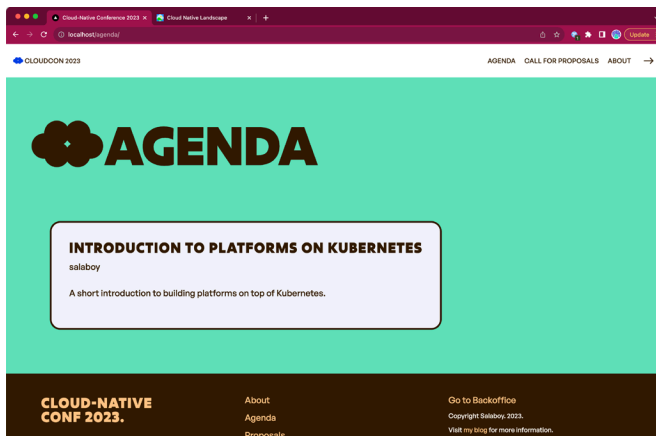 Cloud-Native Conference 2023
Cloud Native Landscape
localhost/agenda/
Update
CLOUDCON 2023
AGENDA
CALL FOR PROPOSALS
ABOUT
AGENDA
INTRODUCTION TO PLATFORMS ON KUBERNETES
salaboy
A short introduction to building platforms on top of Kubernetes.
CLOUD-NATIVE
CONF 2023.
About
Agenda
Proposals
Go to Backoffice
Copyright Salaboy. 2023.
Visit my blog for more information.